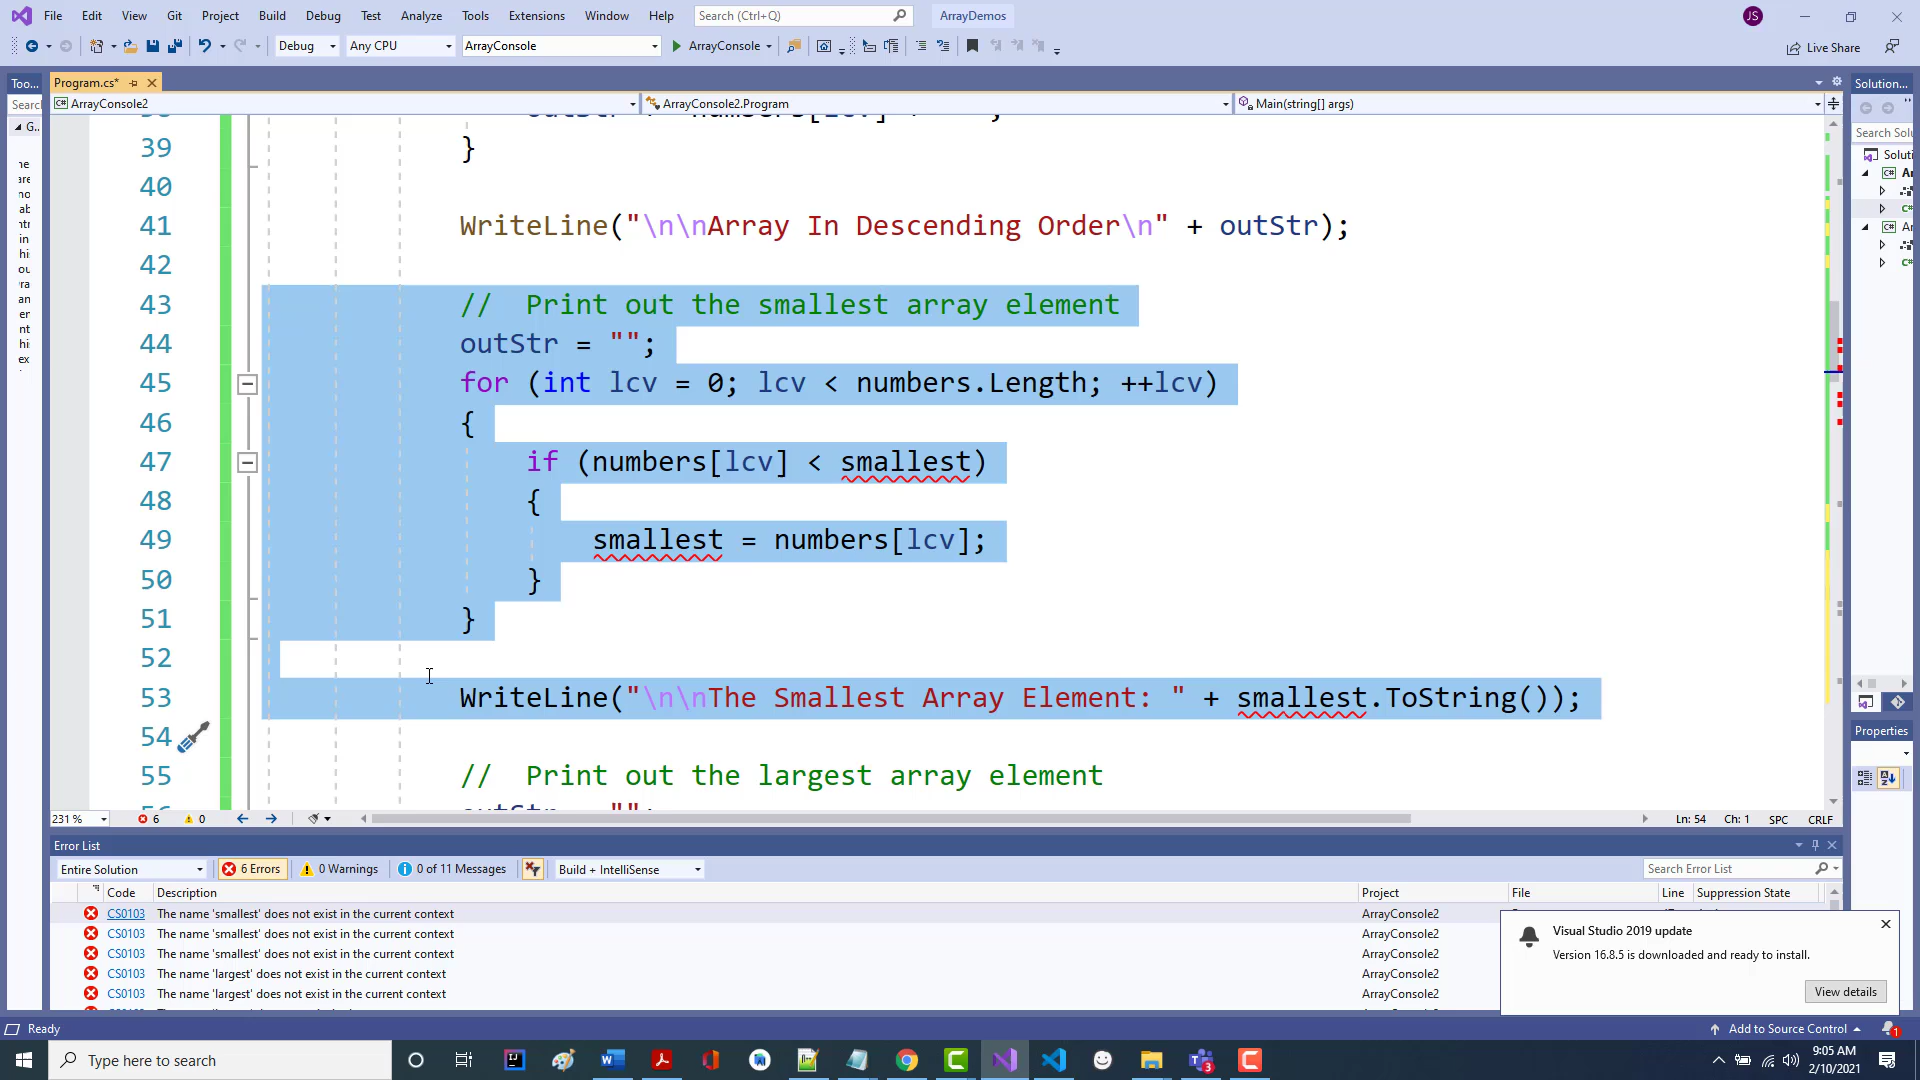 File Edit View Git Project Build Debug Test Analyze Tools Extensions Window Help Search (Ctrl+Q) ArrayDemos JS
Debug Any CPU ArrayConsole ArrayConsole Live Share
Too... Program.cs* Solution...
ArrayConsole2 ArrayConsole2.Program Main(string[] args)
Search Solu
Soluti
39 }
40
41 WriteLine("\n\nArray In Descending Order\n" + outStr);
42
43 //  Print out the smallest array element
44 outStr = "";
45 for (int lcv = 0; lcv < numbers.Length; ++lcv)
46 {
47 if (numbers[lcv] < smallest)
48 {
49 smallest = numbers[lcv];
50 }
51 }
52
53 WriteLine("\n\nThe Smallest Array Element: " + smallest.ToString());
54
55 //  Print out the largest array element
Properties
231 % 6 0 Ln: 54 Ch: 1 SPC CRLF
Error List
Entire Solution 6 Errors 0 Warnings 0 of 11 Messages Build + IntelliSense Search Error List
Code Description Project File Line Suppression State
CS0103 The name 'smallest' does not exist in the current context ArrayConsole2
CS0103 The name 'smallest' does not exist in the current context ArrayConsole2
CS0103 The name 'smallest' does not exist in the current context ArrayConsole2
CS0103 The name 'largest' does not exist in the current context ArrayConsole2
CS0103 The name 'largest' does not exist in the current context ArrayConsole2
Visual Studio 2019 update
Version 16.8.5 is downloaded and ready to install.
View details
Ready Add to Source Control 1
Type here to search 3 9:05 AM
2/10/2021